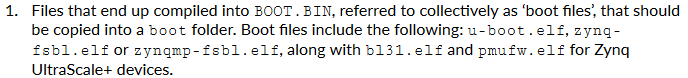 1. Files that end up compiled into BOOT.BIN, referred to collectively as ‘boot files’, that should
be copied into a boot folder. Boot files include the following: u-boot.elf, zynq-
fsbl.elf or zynqmp-fsbl.elf, along with bl31.elf and pmufw.elf for Zynq
UltraScale+ devices.